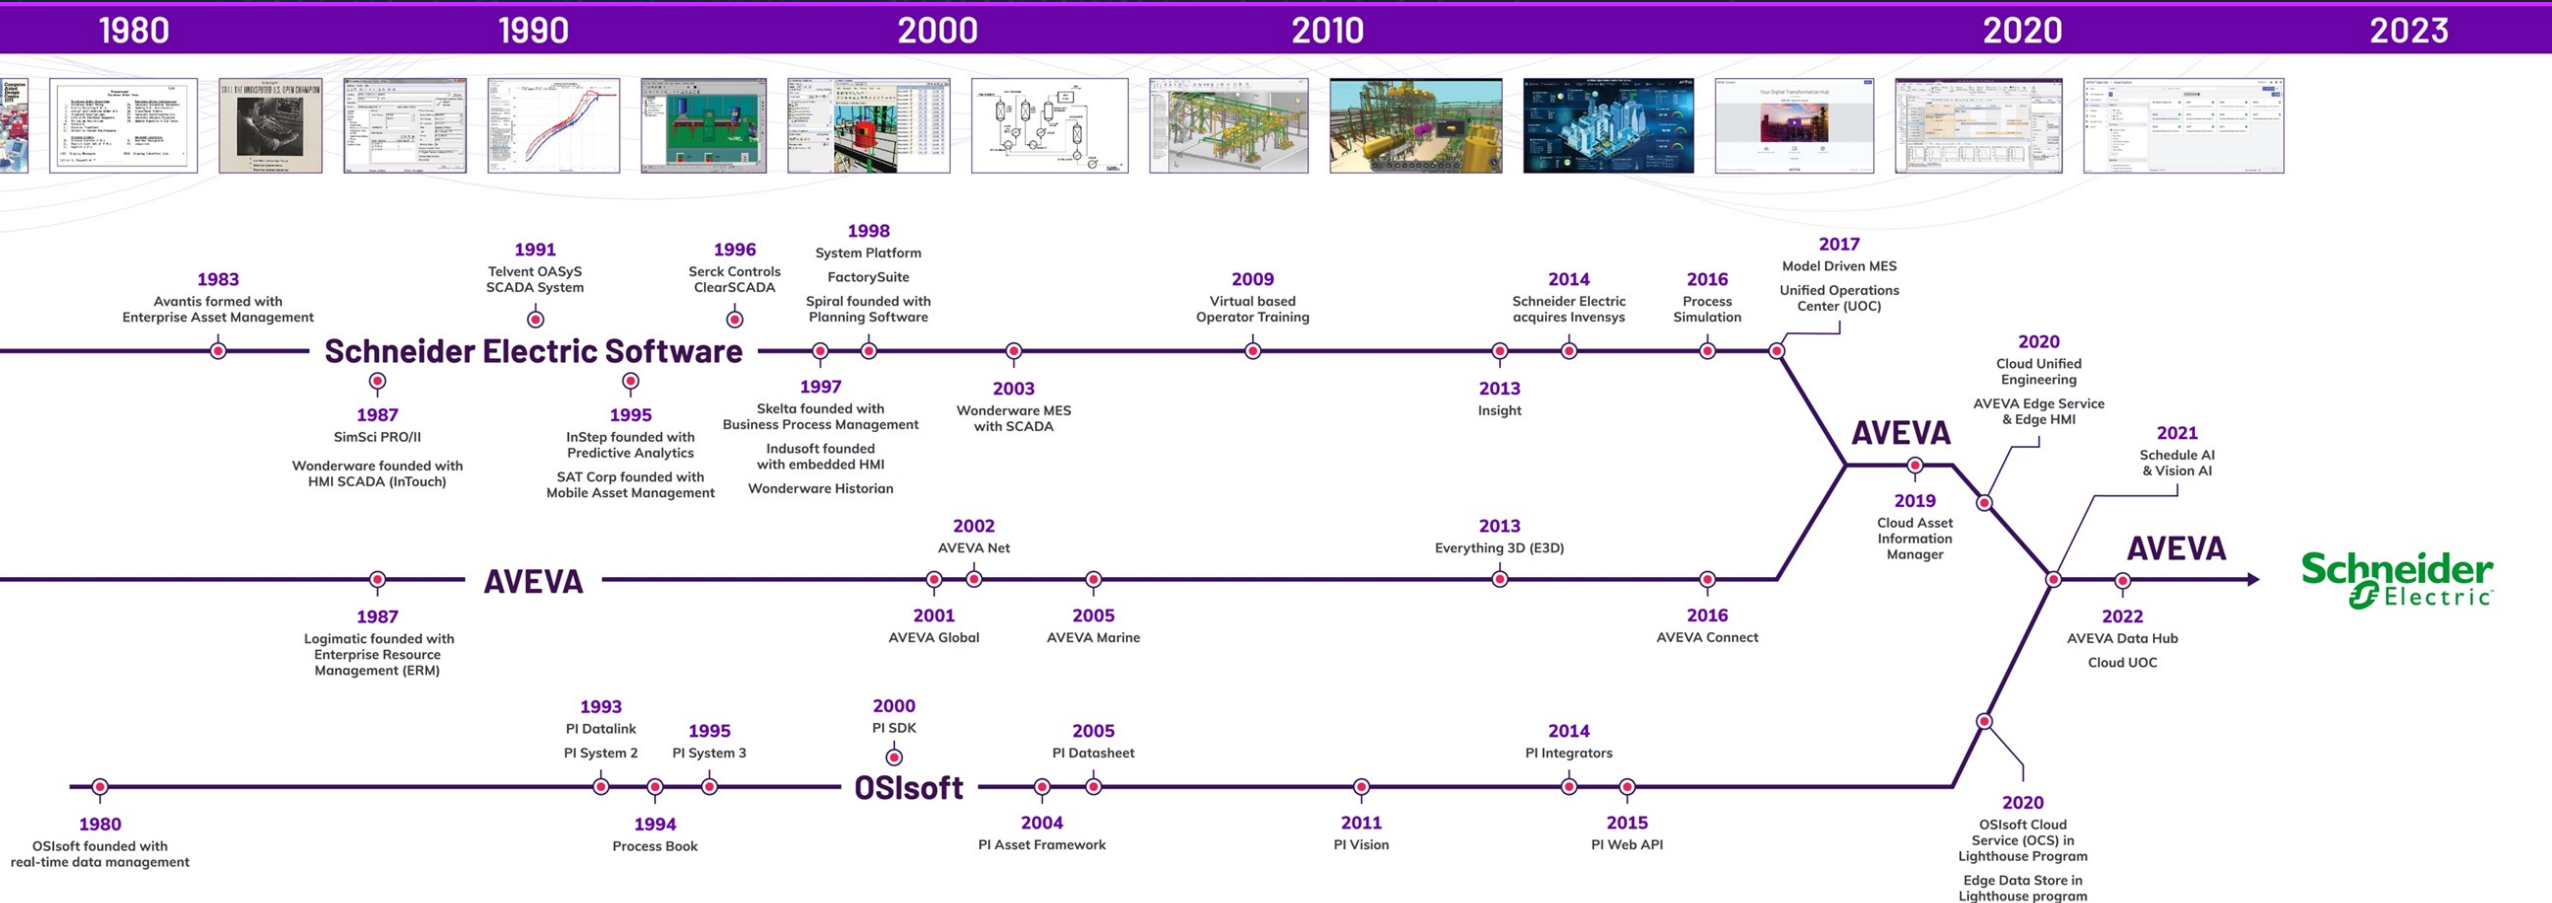 1980
1990
2000
2010
2020
2023
STILL THE UNDISPUTED U.S. OPEN CHAMPION
Your Digital Transformation Hub
1983
Avantis formed with
Enterprise Asset Management
1991
Telvent OASyS
SCADA System
1996
Serck Controls
ClearSCADA
1998
System Platform
FactorySuite
Spiral founded with
Planning Software
2009
Virtual based
Operator Training
2014
Schneider Electric
acquires Invensys
2016
Process
Simulation
2017
Model Driven MES
Unified Operations
Center (UOC)
Schneider Electric Software
1987
SimSci PRO/II
Wonderware founded with
HMI SCADA (InTouch)
1995
InStep founded with
Predictive Analytics
SAT Corp founded with
Mobile Asset Management
1997
Skelta founded with
Business Process Management
Indusoft founded
with embedded HMI
Wonderware Historian
2003
Wonderware MES
with SCADA
2013
Insight
2020
Cloud Unified
Engineering
AVEVA Edge Service
& Edge HMI
AVEVA
2019
Cloud Asset
Information
Manager
2021
Schedule AI
& Vision AI
2002
AVEVA Net
2013
Everything 3D (E3D)
AVEVA
1987
Logimatic founded with
Enterprise Resource
Management (ERM)
2001
AVEVA Global
2005
AVEVA Marine
2016
AVEVA Connect
AVEVA
2022
AVEVA Data Hub
Cloud UOC
Schneider
Electric
1993
PI Datalink
PI System 2
1995
PI System 3
2000
PI SDK
2005
PI Datasheet
2014
PI Integrators
OSIsoft
1980
OSIsoft founded with
real-time data management
1994
Process Book
2004
PI Asset Framework
2011
PI Vision
2015
PI Web API
2020
OSIsoft Cloud
Service (OCS) in
Lighthouse Program
Edge Data Store in
Lighthouse program